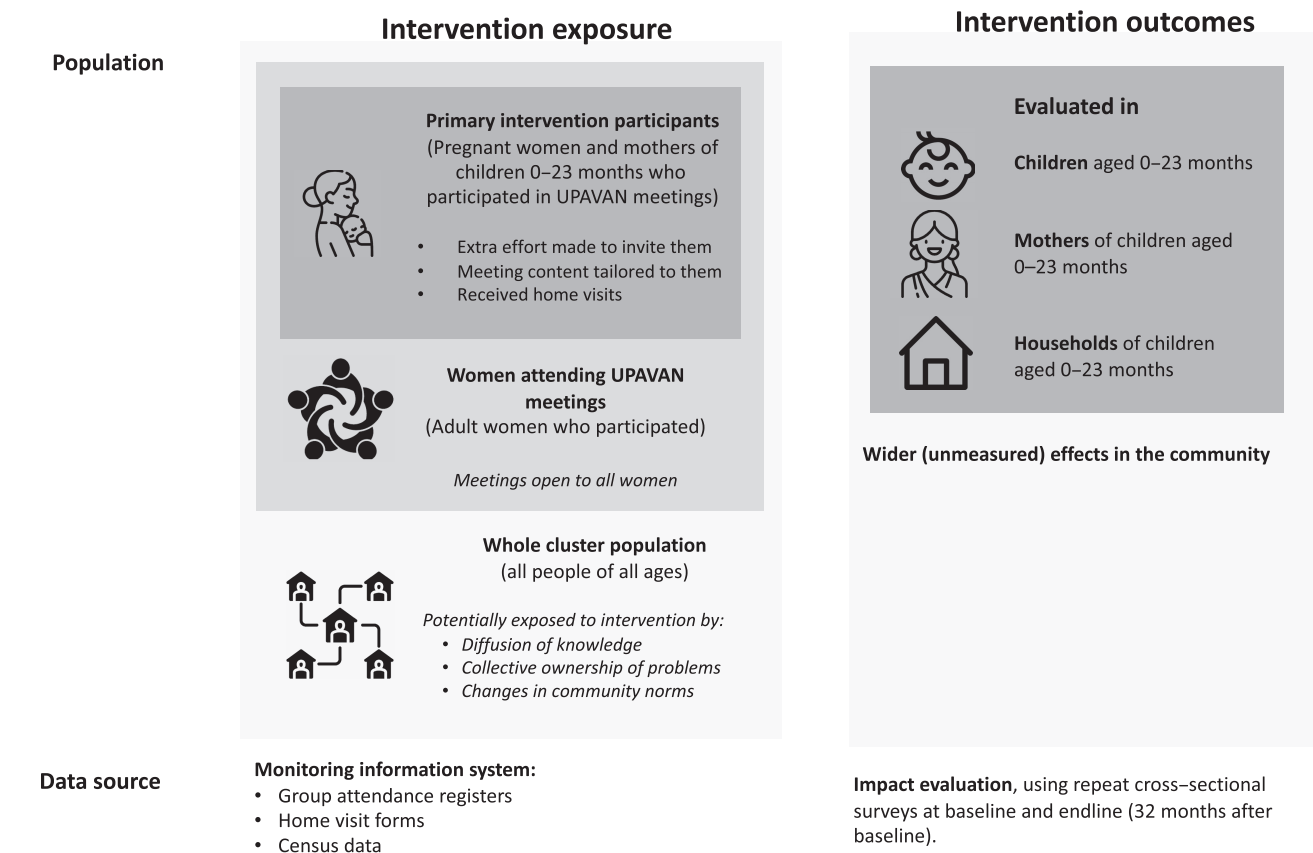 Intervention exposure
Intervention outcomes
Population
Primary intervention participants
(Pregnant women and mothers of
children 0–23 months who
participated in UPAVAN meetings)
• Extra effort made to invite them
• Meeting content tailored to them
• Received home visits
Women attending UPAVAN
meetings
(Adult women who participated)
Meetings open to all women
Whole cluster population
(all people of all ages)
Potentially exposed to intervention by:
• Diffusion of knowledge
• Collective ownership of problems
• Changes in community norms
Evaluated in
Children aged 0–23 months
Mothers of children aged
0–23 months
Households of children
aged 0–23 months
Wider (unmeasured) effects in the community
Data source
Monitoring information system:
• Group attendance registers
• Home visit forms
• Census data
Impact evaluation, using repeat cross–sectional
surveys at baseline and endline (32 months after
baseline).